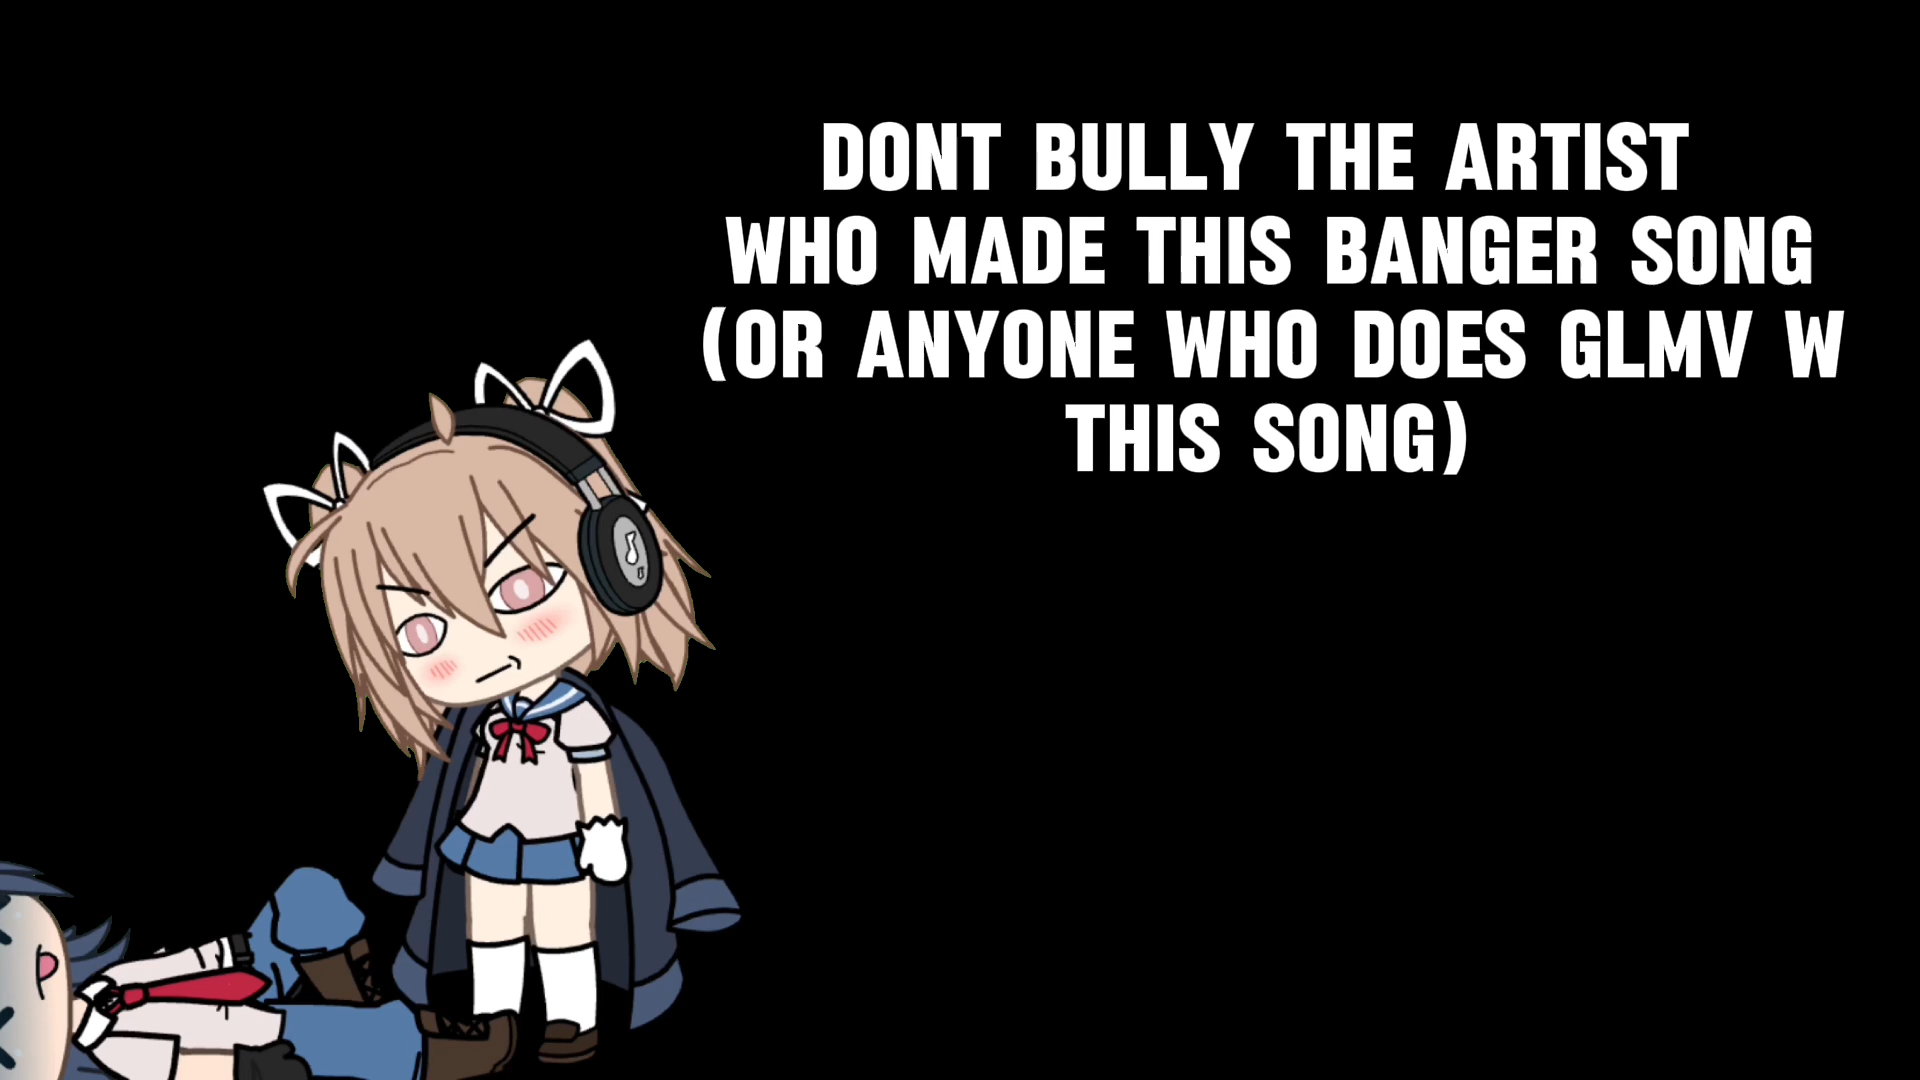 DONT BULLY THE ARTIST
WHO MADE THIS BANGER SONG
(OR ANYONE WHO DOES GLMV W
THIS SONG)